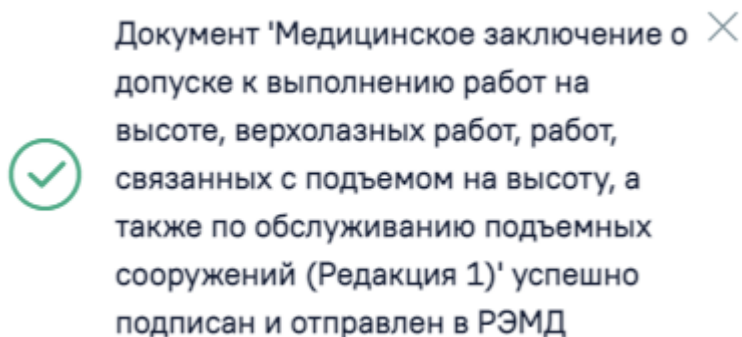 Документ 'Медицинское заключение о
допуске к выполнению работ на
высоте, верхолазных работ, работ,
связанных с подъемом на высоту, а
также по обслуживанию подъемных
сооружений (Редакция 1)' успешно
подписан и отправлен в РЭМД